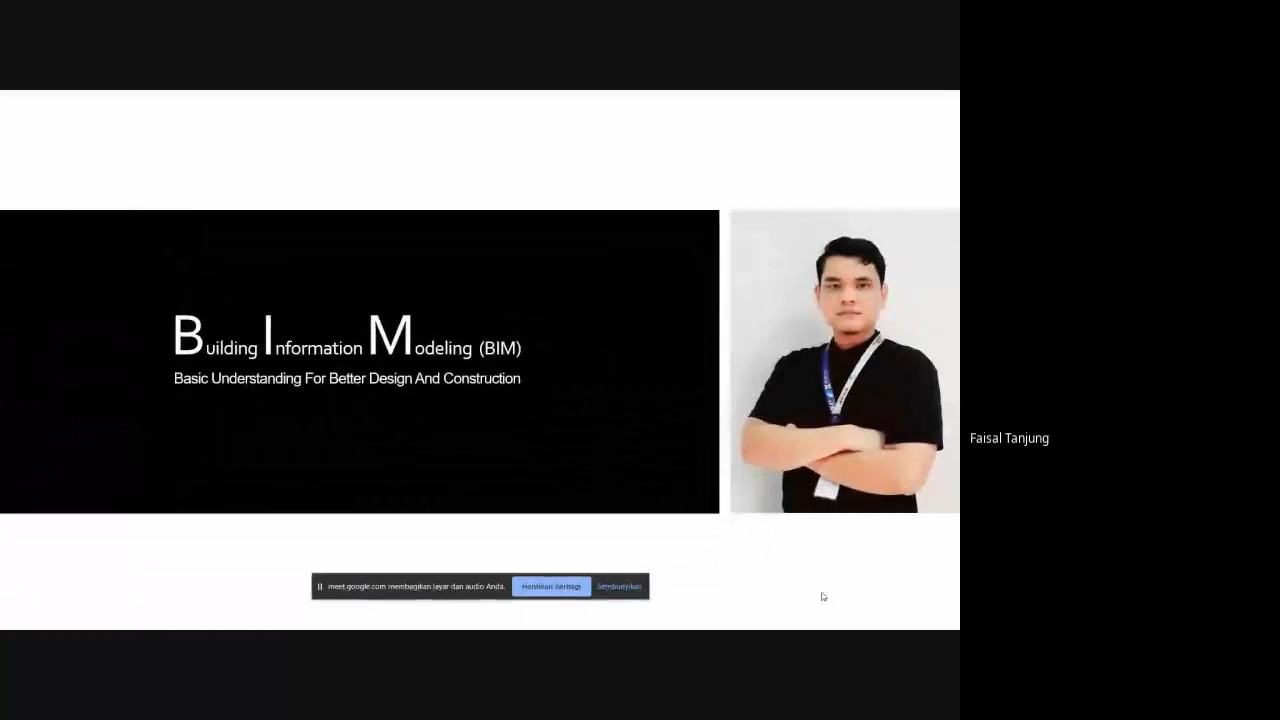 Building Information Modeling (BIM)
Basic Understanding For Better Design And Construction
Faisal Tanjung
meet.google.com membagikan layar dan audio Anda. Hentikan berbagi Sembunyikan